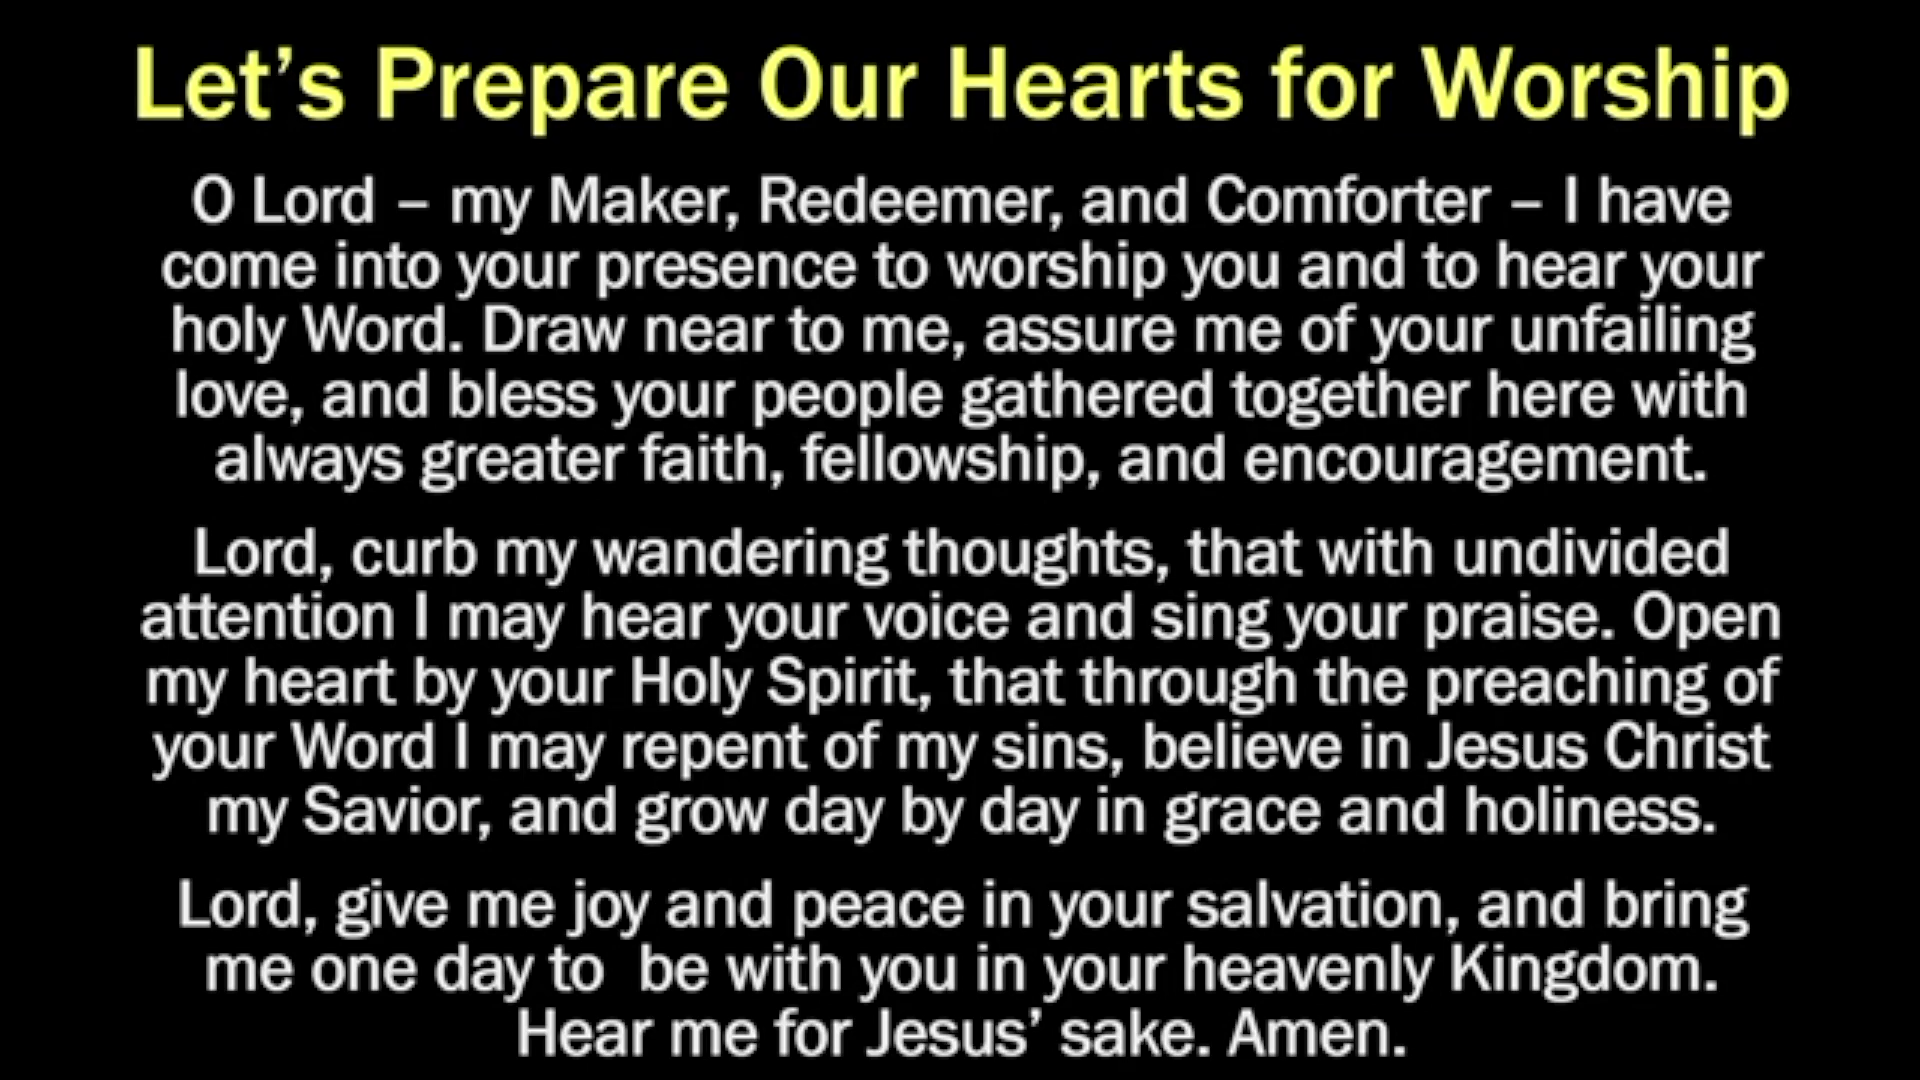 Let’s Prepare Our Hearts for Worship
O Lord – my Maker, Redeemer, and Comforter – I have
come into your presence to worship you and to hear your
holy Word. Draw near to me, assure me of your unfailing
love, and bless your people gathered together here with
always greater faith, fellowship, and encouragement.
Lord, curb my wandering thoughts, that with undivided
attention I may hear your voice and sing your praise. Open
my heart by your Holy Spirit, that through the preaching of
your Word I may repent of my sins, believe in Jesus Christ
my Savior, and grow day by day in grace and holiness.
Lord, give me joy and peace in your salvation, and bring
me one day to  be with you in your heavenly Kingdom.
Hear me for Jesus’ sake. Amen.